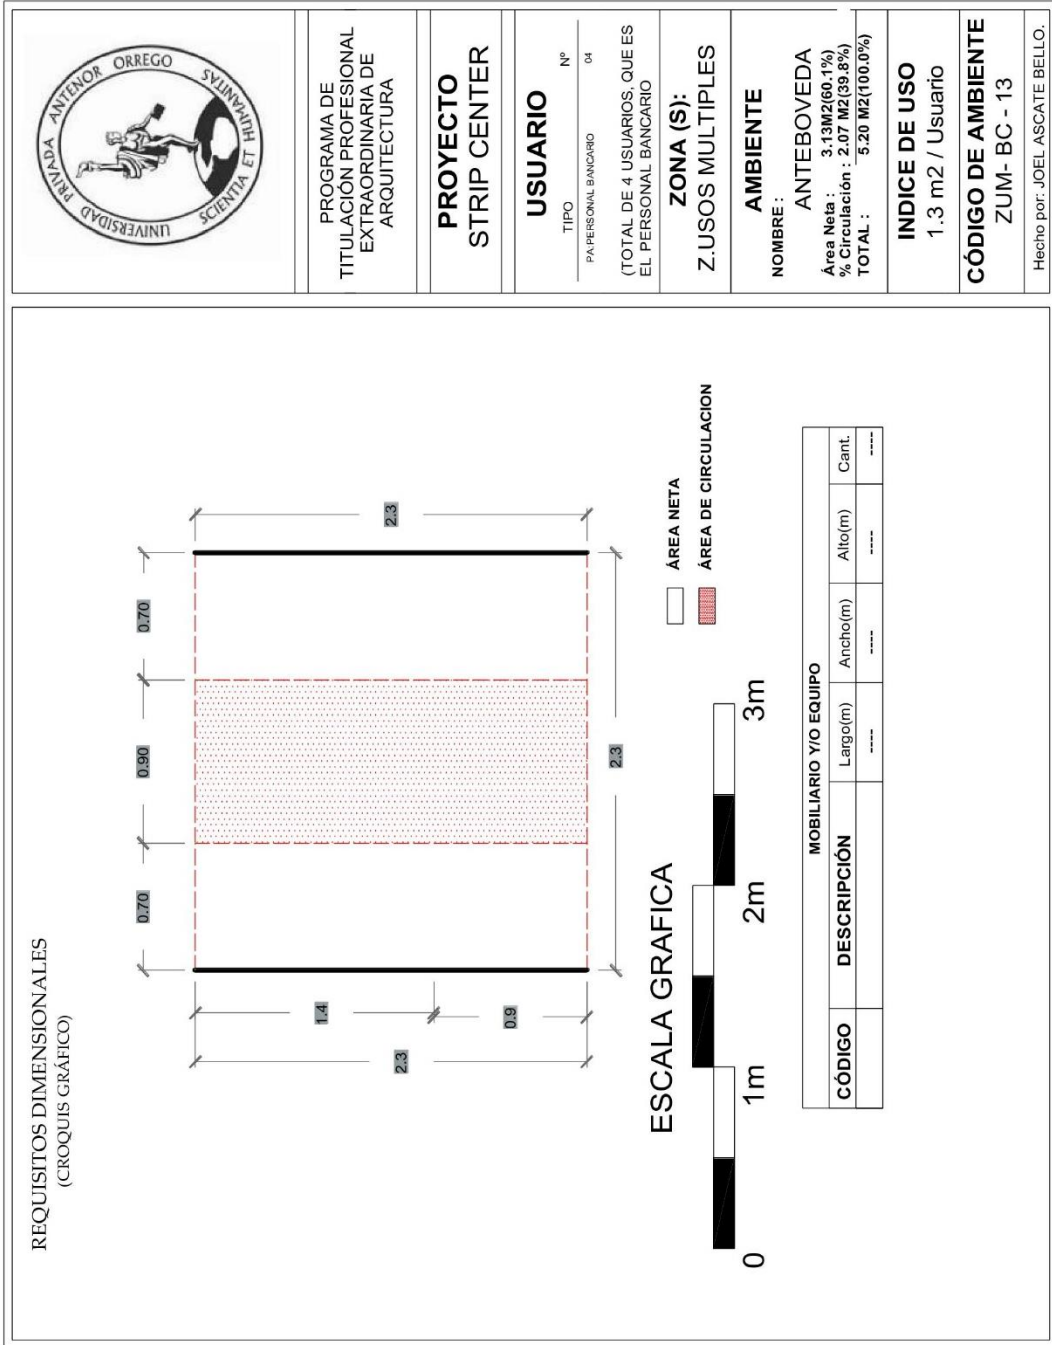 REQUISITOS DIMENSIONALES
(CROQUIS GRÁFICO)
0.70
0.90
0.70
2.3
1.4
0.9
2.3
2.3
ESCALA GRAFICA
0
1m
2m
3m
ÁREA NETA
ÁREA DE CIRCULACION
MOBILIARIO Y/O EQUIPO
CÓDIGO DESCRIPCIÓN Largo(m) Ancho(m) Alto(m) Cant.
---- ---- ---- ----
UNIVERSIDAD PRIVADA ANTENOR ORREGO
SCIENTIA ET HUMANITAS
PROGRAMA DE
TITULACIÓN PROFESIONAL
EXTRAORDINARIA DE
ARQUITECTURA
PROYECTO
STRIP CENTER
USUARIO
TIPO Nº
PA:PERSONAL BANCARIO 04
(TOTAL DE 4 USUARIOS, QUE ES
EL PERSONAL BANCARIO
ZONA (S):
Z.USOS MULTIPLES
AMBIENTE
NOMBRE :
ANTEBOVEDA
Área Neta : 3.13M2(60.1%)
% Circulación : 2.07 M2(39.8%)
TOTAL : 5.20 M2(100.0%)
INDICE DE USO
1.3 m2 / Usuario
CÓDIGO DE AMBIENTE
ZUM- BC - 13
Hecho por: JOEL ASCATE BELLO.